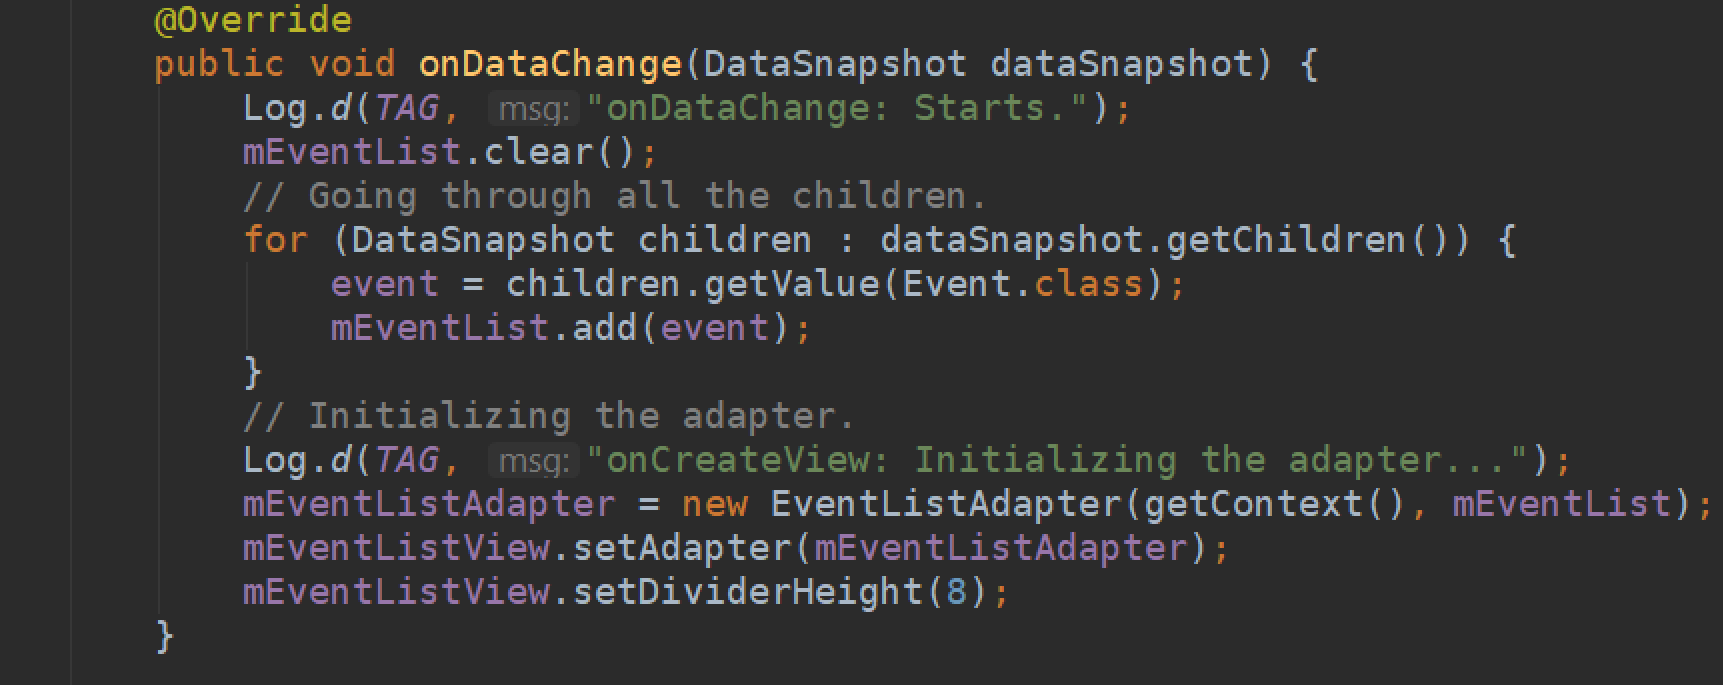 @Override
public void onDataChange(DataSnapshot dataSnapshot) {
Log.d(TAG, msg: "onDataChange: Starts.");
mEventList.clear();
// Going through all the children.
for (DataSnapshot children : dataSnapshot.getChildren()) {
event = children.getValue(Event.class);
mEventList.add(event);
}
// Initializing the adapter.
Log.d(TAG, msg: "onCreateView: Initializing the adapter...");
mEventListAdapter = new EventListAdapter(getContext(), mEventList);
mEventListView.setAdapter(mEventListAdapter);
mEventListView.setDividerHeight(8);
}